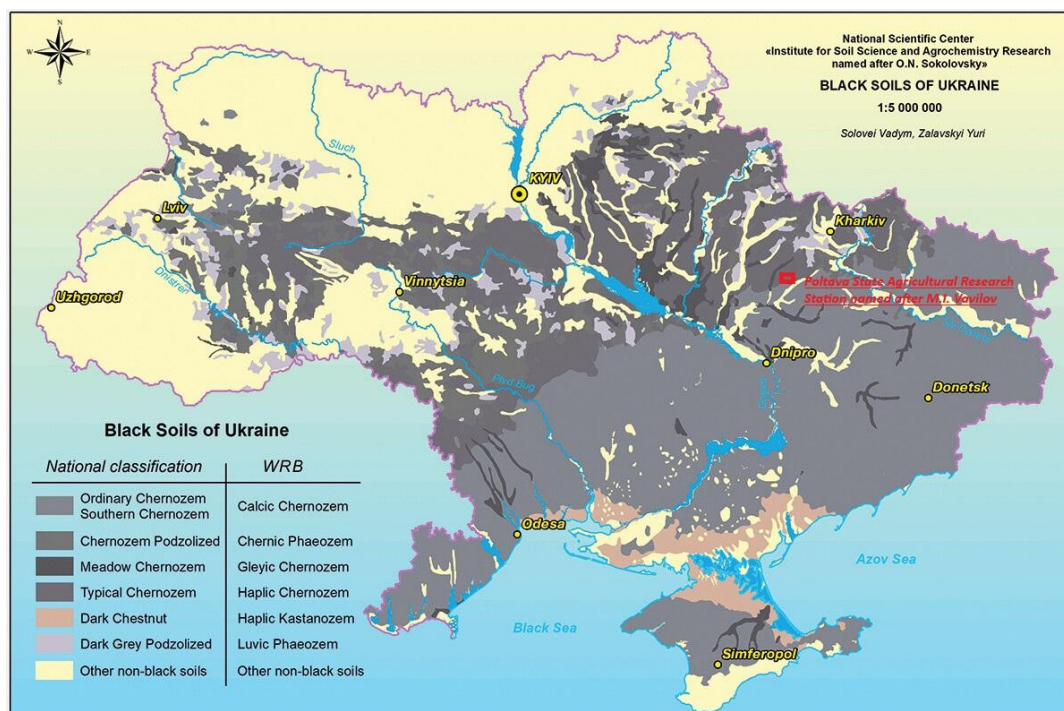 N
W
E
S
National Scientific Center
«Institute for Soil Science and Agrochemistry Research
named after O.N. Sokolovsky»
BLACK SOILS OF UKRAINE
1:5 000 000
Solovei Vadym, Zalavskyi Yuri
Sluch
KYIV
Lviv
Kharkiv
Dnistren
Vinnytsia
Poltava State Agricultural Research
Station named after M.I. Vavilov
Uzhgorod
Dnipro
Pivd Bug
Donetsk
Black Soils of Ukraine
National classification
WRB
Ordinary Chernozem
Southern Chernozem
Calcic Chernozem
Chernozem Podzolized
Chernic Phaeozem
Meadow Chernozem
Gleyic Chernozem
Typical Chernozem
Haplic Chernozem
Dark Chestnut
Haplic Kastanozem
Dark Grey Podzolized
Luvic Phaeozem
Other non-black soils
Other non-black soils
Odesa
Azov Sea
Black Sea
Simferopol